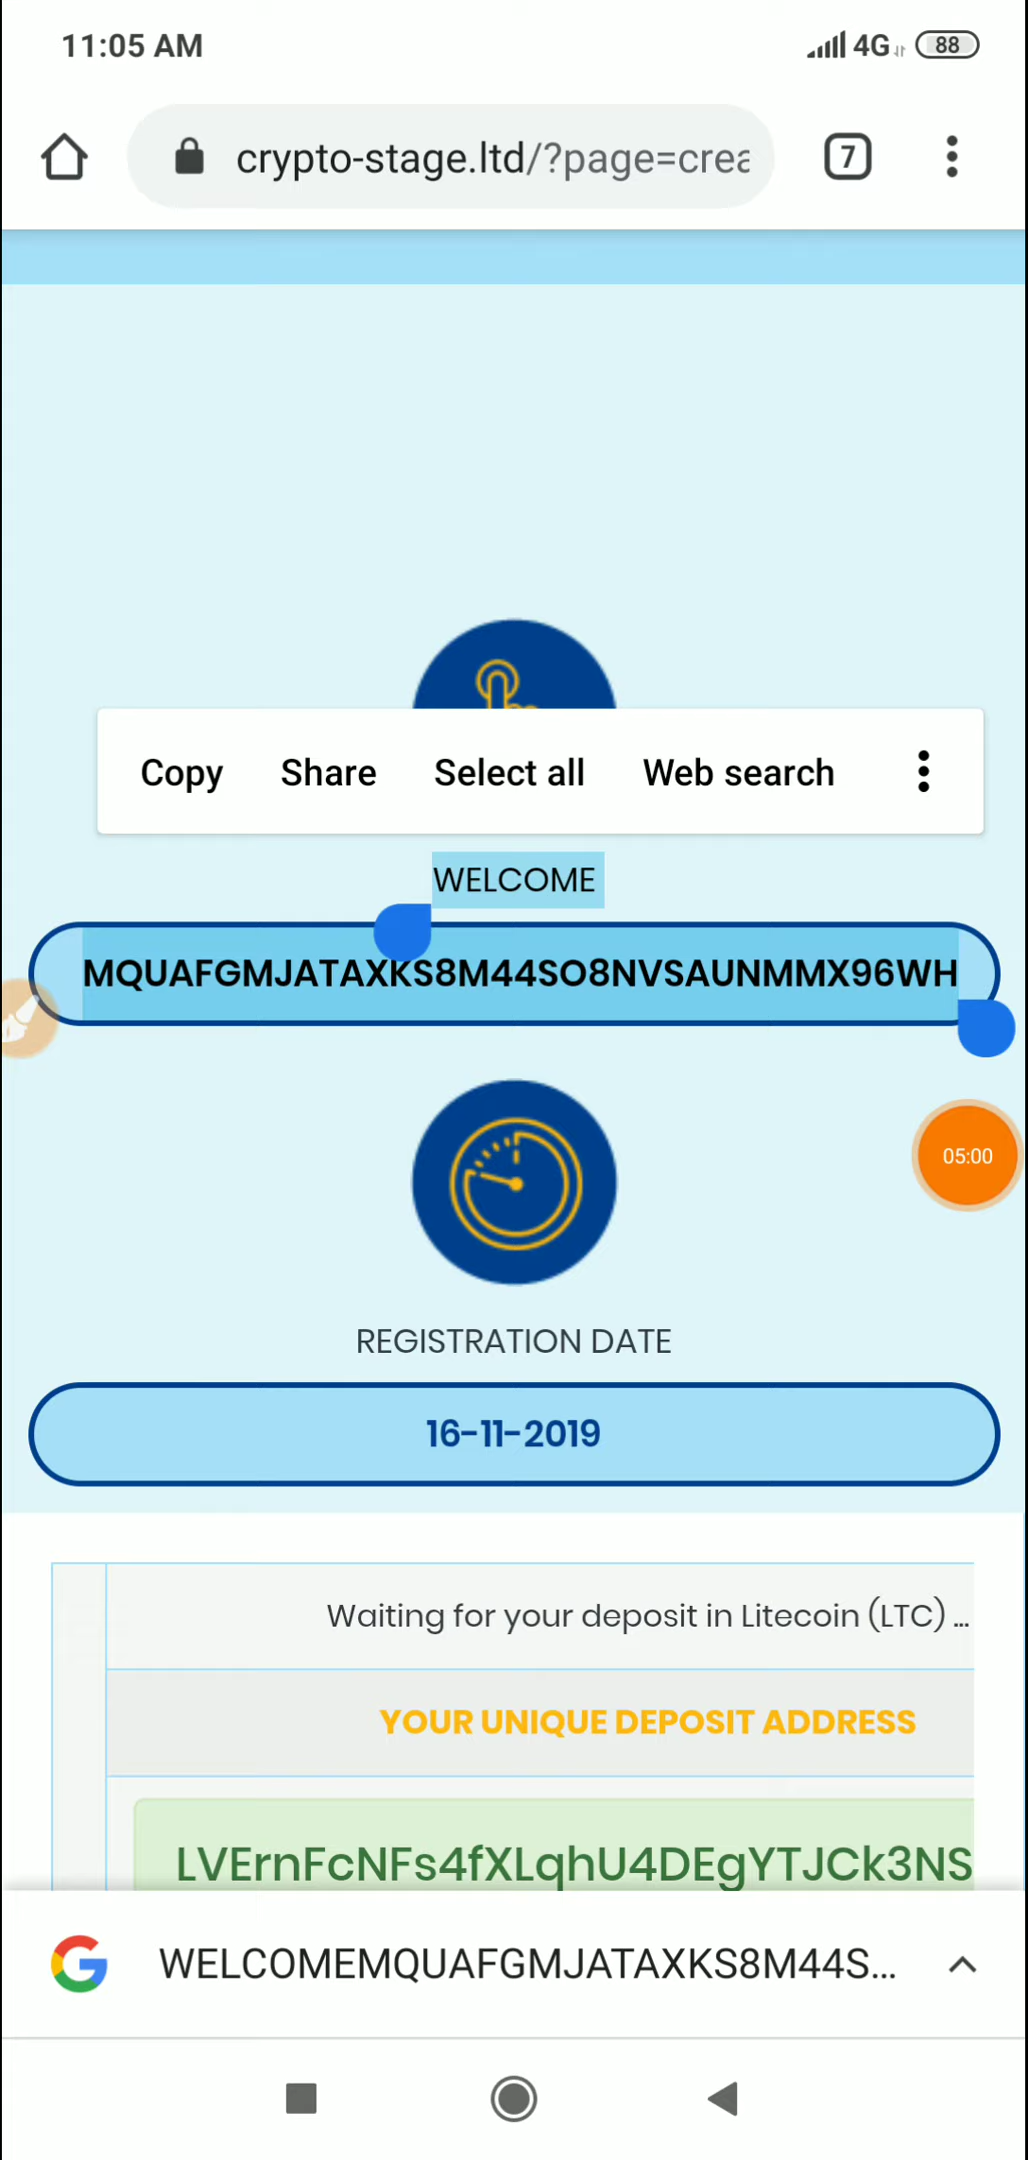 11:05 AM
4G 88
crypto-stage.ltd/?page=crea
7
Copy Share Select all Web search
WELCOME
MQUAFGMJATAXKS8M44SO8NVSAUNMMX96WH
05:00
REGISTRATION DATE
16-11-2019
Waiting for your deposit in Litecoin (LTC) ...
YOUR UNIQUE DEPOSIT ADDRESS
LVErnFcNFs4fXLqhU4DEgYTJCk3NS
WELCOMEMQUAFGMJATAXKS8M44S...